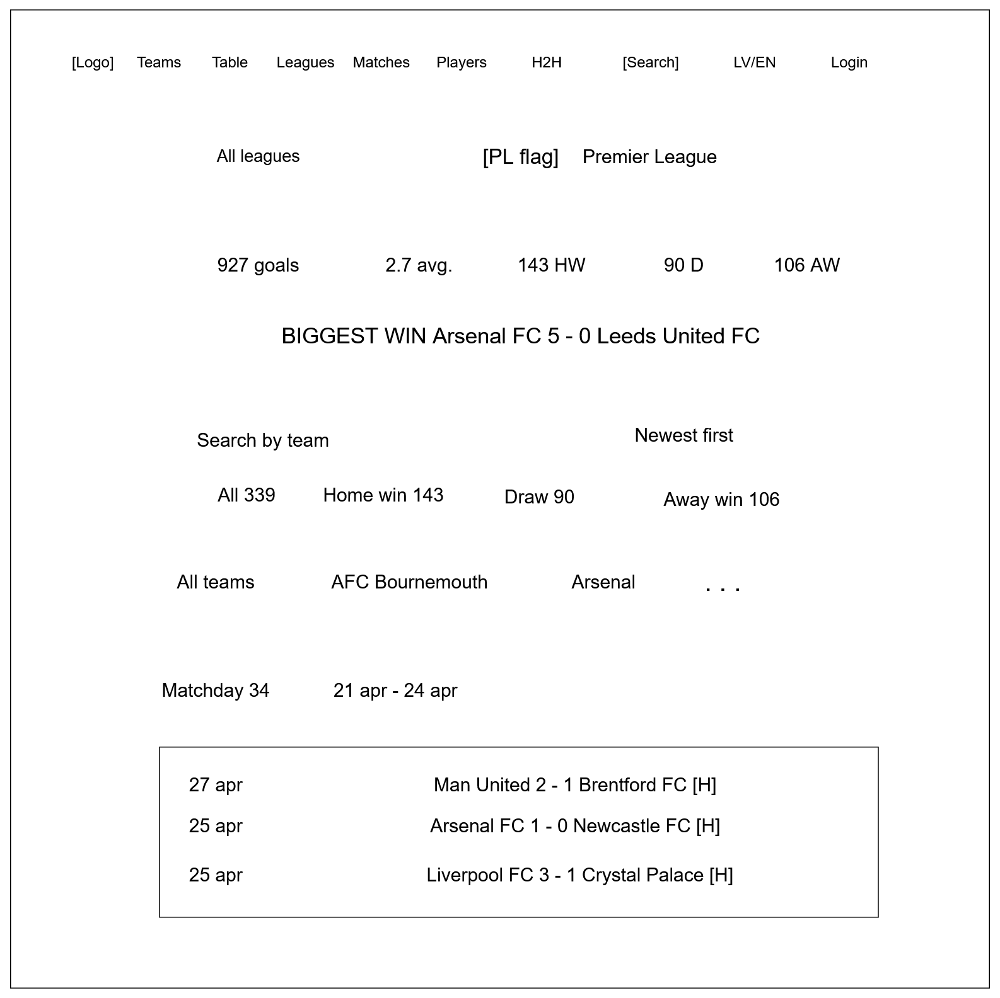 [Logo] Teams Table Leagues Matches Players H2H [Search] LV/EN Login
All leagues [PL flag] Premier League
927 goals 2.7 avg. 143 HW 90 D 106 AW
BIGGEST WIN Arsenal FC 5 - 0 Leeds United FC
Search by team Newest first
All 339 Home win 143 Draw 90 Away win 106
All teams AFC Bournemouth Arsenal . . .
Matchday 34 21 apr - 24 apr
27 apr Man United 2 - 1 Brentford FC [H]
25 apr Arsenal FC 1 - 0 Newcastle FC [H]
25 apr Liverpool FC 3 - 1 Crystal Palace [H]